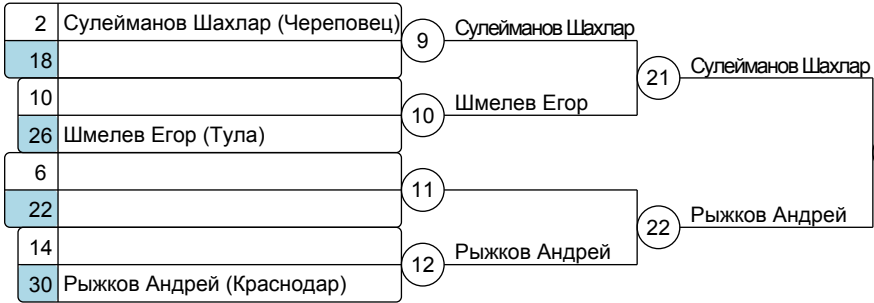 2 Сулейманов Шахлар (Череповец)
9 Сулейманов Шахлар
18
21 Сулейманов Шахлар
10
10 Шмелев Егор
26 Шмелев Егор (Тула)
6
11
22
22 Рыжков Андрей
14
12 Рыжков Андрей
30 Рыжков Андрей (Краснодар)